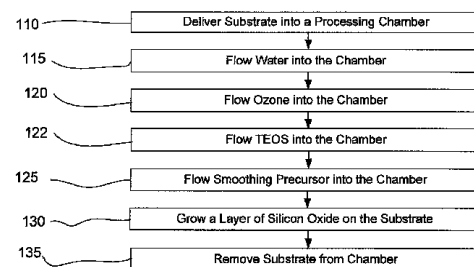 110 Deliver Substrate into a Processing Chamber
115 Flow Water into the Chamber
120 Flow Ozone into the Chamber
122 Flow TEOS into the Chamber
125 Flow Smoothing Precursor into the Chamber
130 Grow a Layer of Silicon Oxide on the Substrate
135 Remove Substrate from Chamber